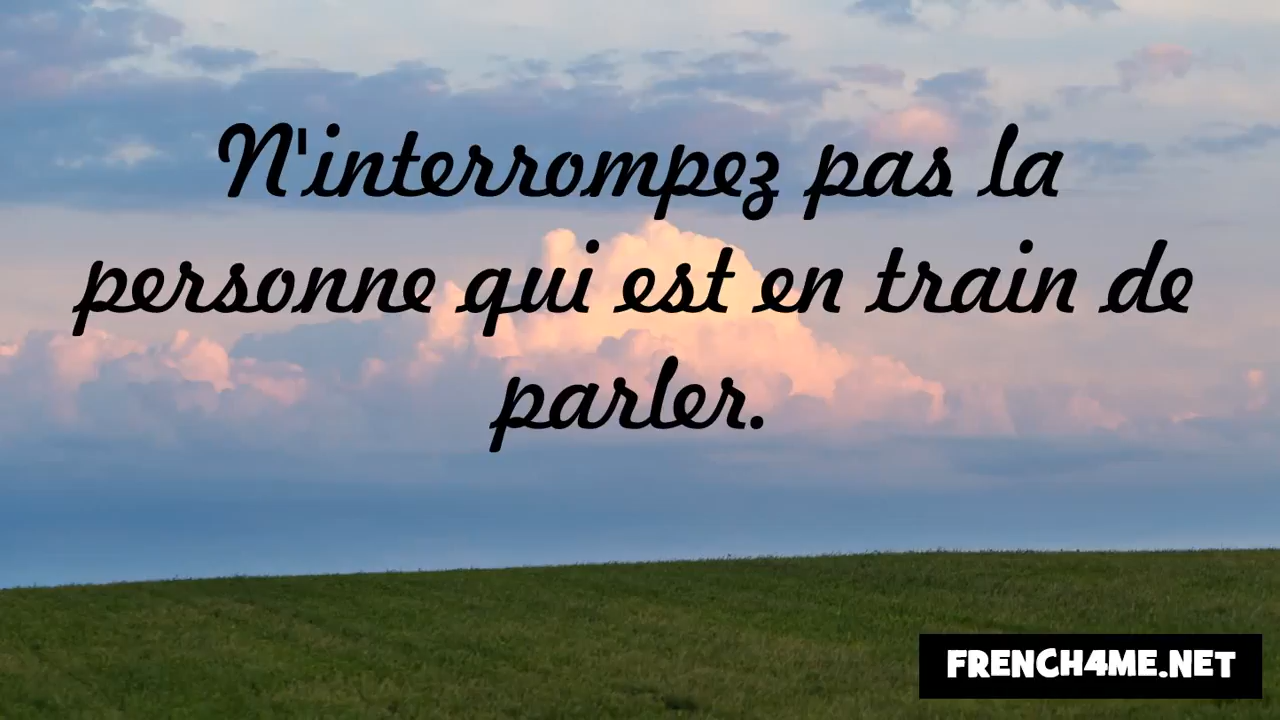 N'interrompez pas la
personne qui est en train de
parler.
FRENCH4ME.NET